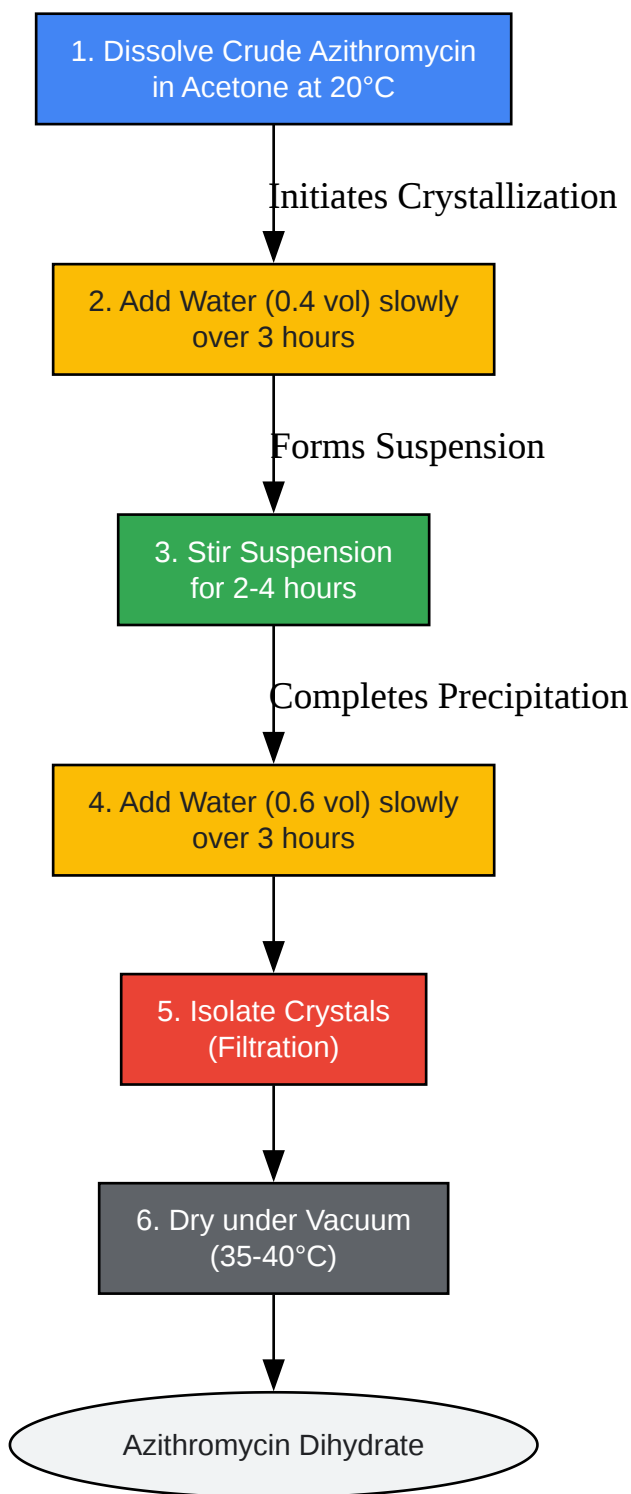 1. Dissolve Crude Azithromycin
in Acetone at 20°C
Initiates Crystallization
2. Add Water (0.4 vol) slowly
over 3 hours
Forms Suspension
3. Stir Suspension
for 2-4 hours
Completes Precipitation
4. Add Water (0.6 vol) slowly
over 3 hours
5. Isolate Crystals
(Filtration)
6. Dry under Vacuum
(35-40°C)
Azithromycin Dihydrate